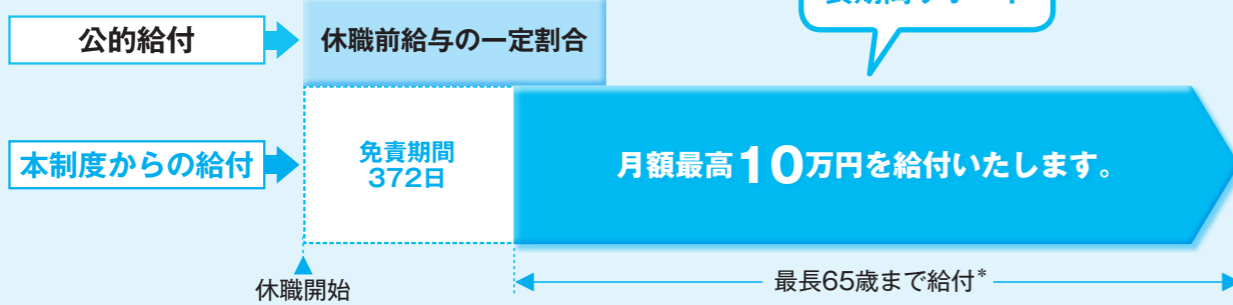 公的給付
休職前給与の一定割合
本制度からの給付
免責期間
372日
月額最高10万円を給付いたします。
休職開始
最長65歳まで給付*